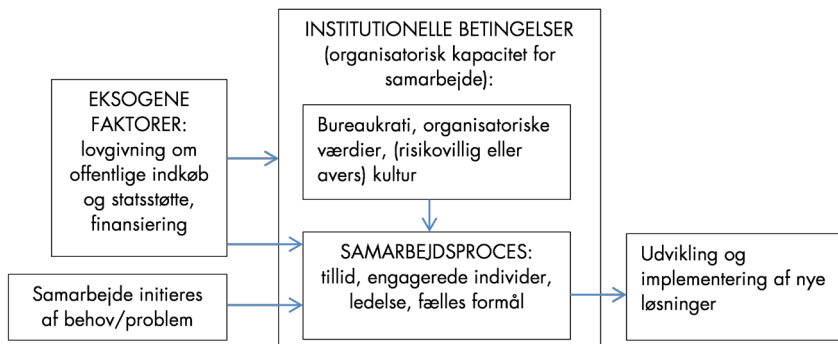 INSTITUTIONELLE BETINGELSER
(organisatorisk kapacitet for
samarbejde):
EKSOGENE
FAKTORER:
lovgivning om
offentlige indkøb
og statsstøtte,
finansiering
Bureaukrati, organisatoriske
værdier, (risikovillig eller
avers) kultur
SAMARBEJDSPROCES:
tillid, engagerede individer,
ledelse, fælles formål
Samarbejde initieres
af behov/problem
Udvikling og
implementering af nye
løsninger